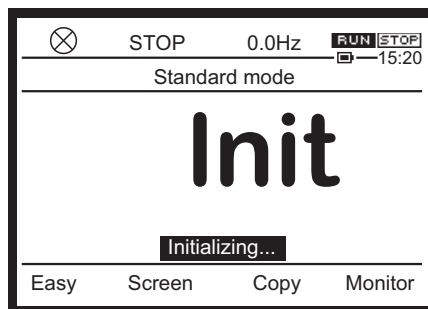 STOP 0.0Hz RUN STOP
15:20
Standard mode
Init
Initializing...
Easy Screen Copy Monitor